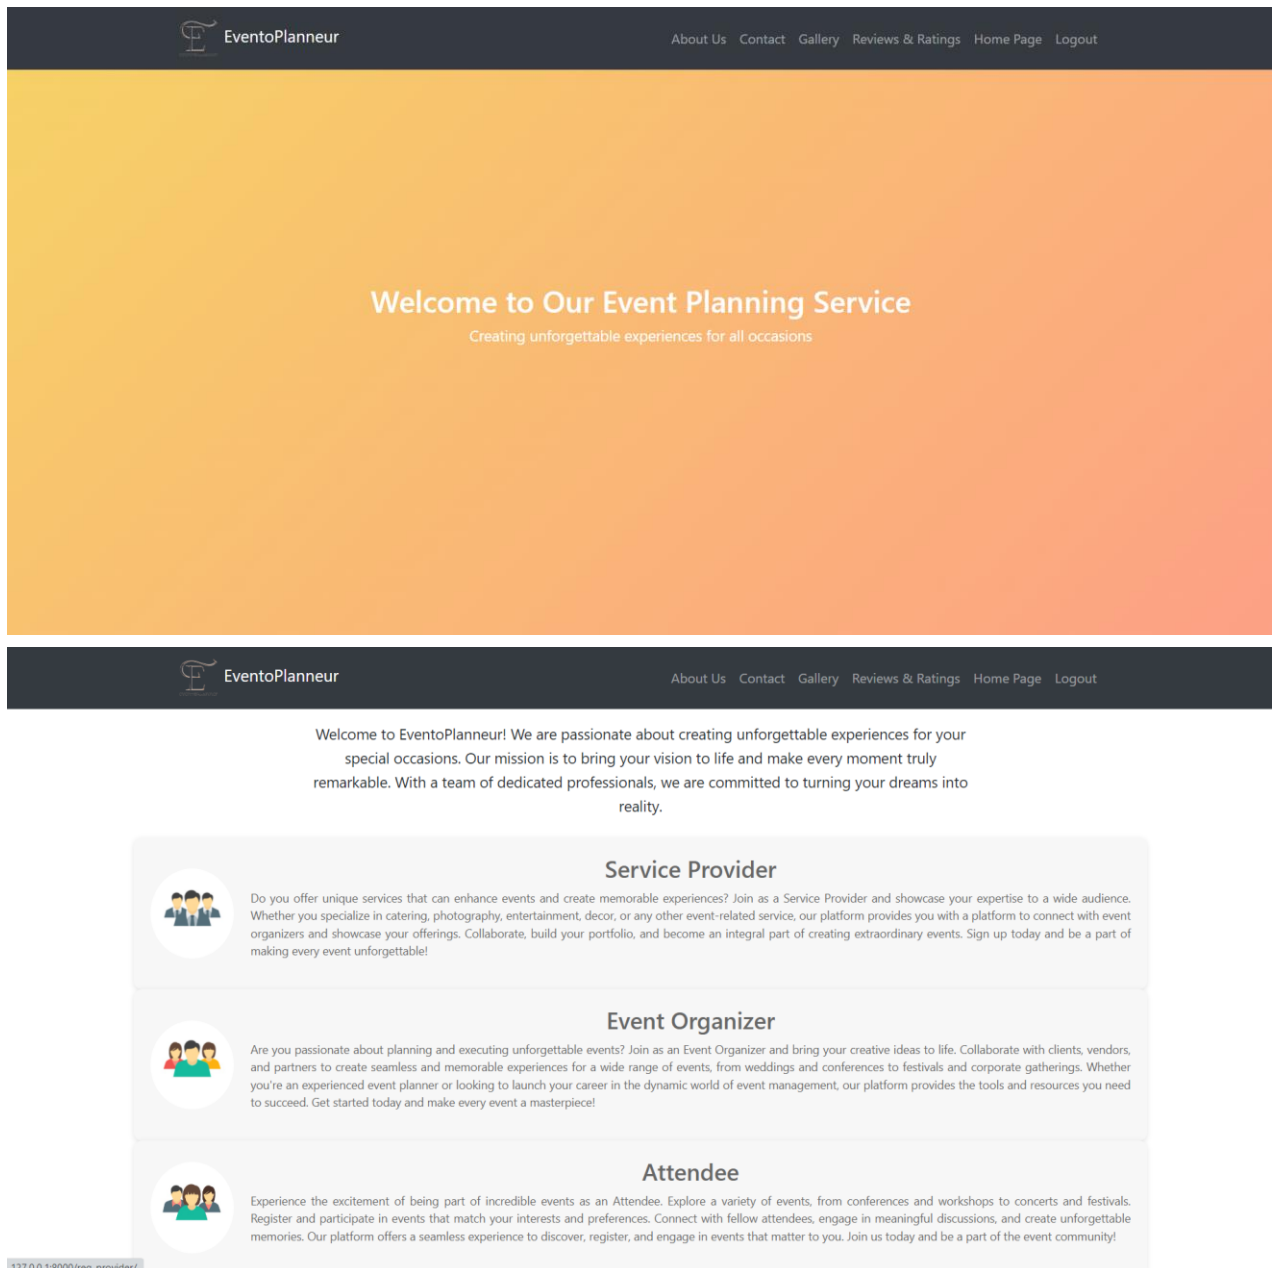 EventoPlanneur
About Us Contact Gallery Reviews & Ratings Home Page Logout
Welcome to Our Event Planning Service
Creating unforgettable experiences for all occasions
EventoPlanneur
About Us Contact Gallery Reviews & Ratings Home Page Logout
Welcome to EventoPlanneur! We are passionate about creating unforgettable experiences for your
special occasions. Our mission is to bring your vision to life and make every moment truly
remarkable. With a team of dedicated professionals, we are committed to turning your dreams into
reality.
Service Provider
Do you offer unique services that can enhance events and create memorable experiences? Join as a Service Provider and showcase your expertise to a wide audience.
Whether you specialize in catering, photography, entertainment, decor, or any other event-related service, our platform provides you with a platform to connect with event
organizers and showcase your offerings. Collaborate, build your portfolio, and become an integral part of creating extraordinary events. Sign up today and be a part of
making every event unforgettable!
Event Organizer
Are you passionate about planning and executing unforgettable events? Join as an Event Organizer and bring your creative ideas to life. Collaborate with clients, vendors,
and partners to create seamless and memorable experiences for a wide range of events, from weddings and conferences to festivals and corporate gatherings. Whether
you're an experienced event planner or looking to launch your career in the dynamic world of event management, our platform provides the tools and resources you need
to succeed. Get started today and make every event a masterpiece!
Attendee
Experience the excitement of being part of incredible events as an Attendee. Explore a variety of events, from conferences and workshops to concerts and festivals.
Register and participate in events that match your interests and preferences. Connect with fellow attendees, engage in meaningful discussions, and create unforgettable
memories. Our platform offers a seamless experience to discover, register, and engage in events that matter to you. Join us today and be a part of the event community!
127.0.0.1:8000/reg_provider/